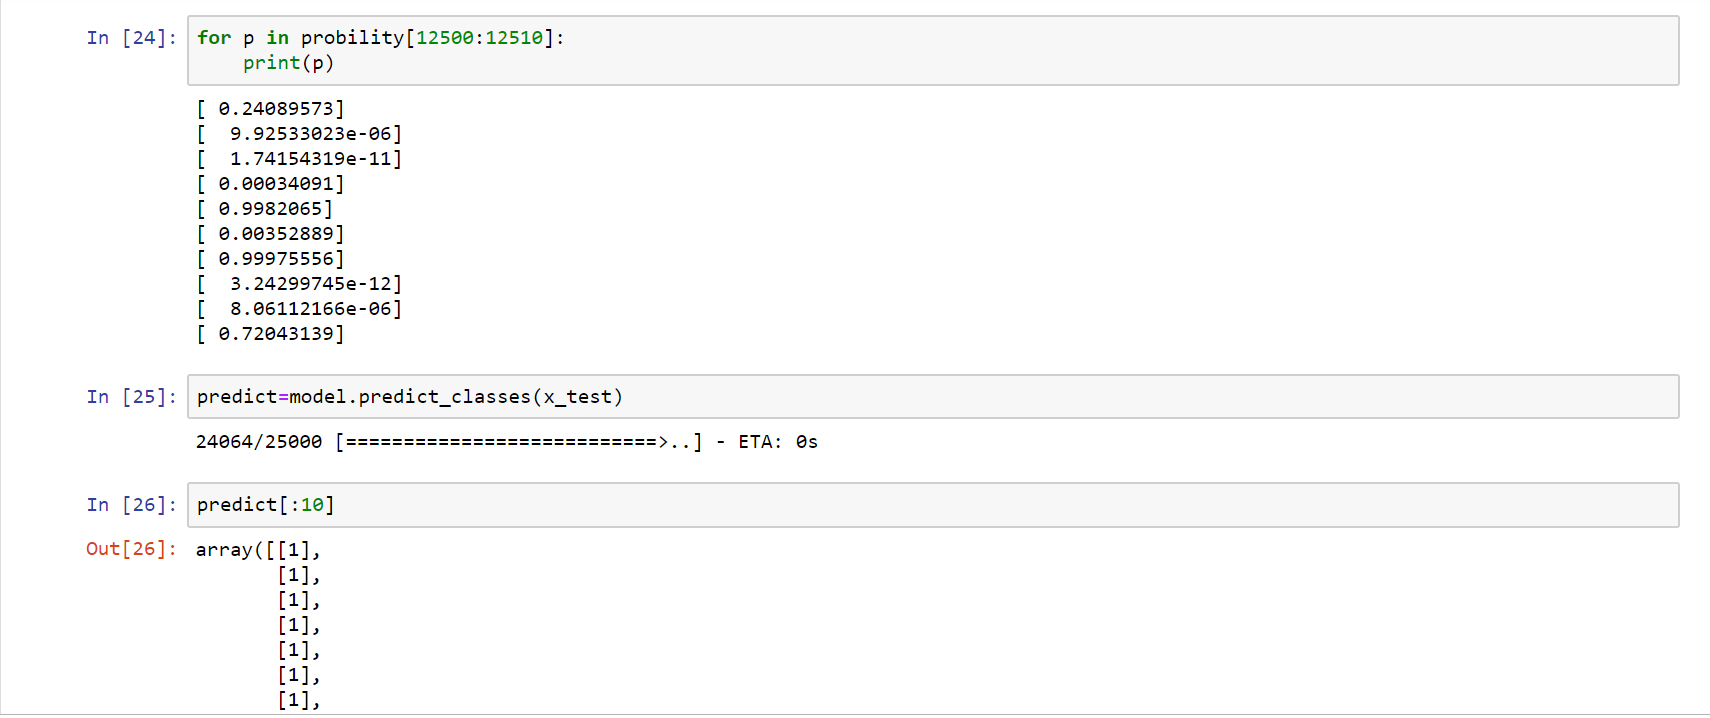 In [24]: for p in probility[12500:12510]:
    print(p)
[ 0.24089573]
[  9.92533023e-06]
[  1.74154319e-11]
[ 0.00034091]
[ 0.9982065]
[ 0.00352889]
[ 0.99975556]
[  3.24299745e-12]
[  8.06112166e-06]
[ 0.72043139]
In [25]: predict=model.predict_classes(x_test)
24064/25000 [===========================>..] - ETA: 0s
In [26]: predict[:10]
Out[26]: array([[1],
       [1],
       [1],
       [1],
       [1],
       [1],
       [1],